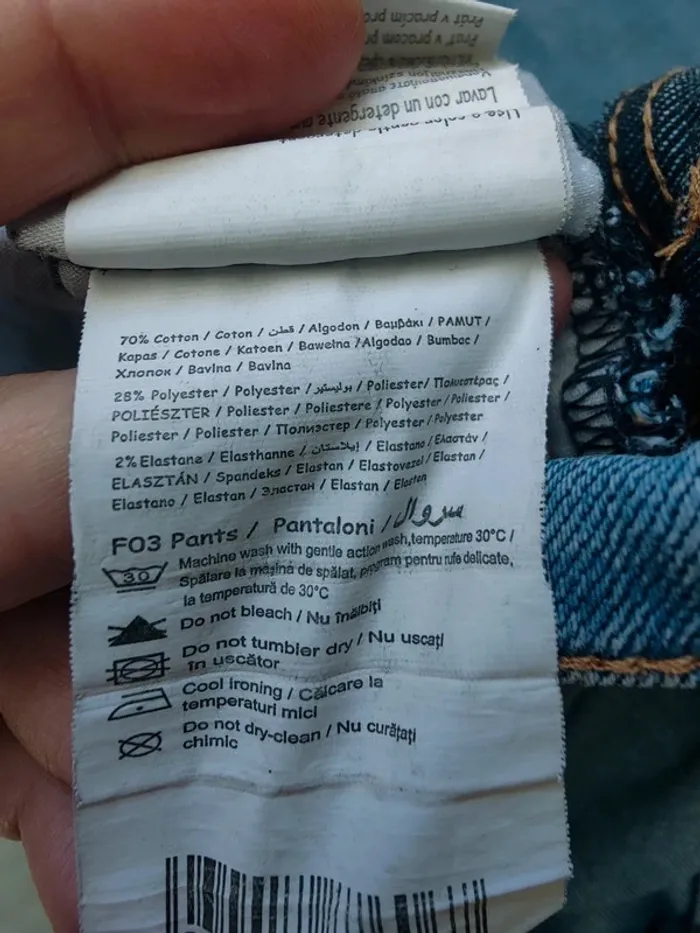 Lavar con un detergente
70% Cotton / Coton / قطن / Algodon / Βαμβάκι / PAMUT /
Kapas / Cotone / Katoen / Bawełna /Algodao / Bumbac /
Хлопок / Bavlna / Bavlna
28% Polyester / Polyester / بوليستير / Poliester/ Πολυεστέρας /
POLIÉSZTER / Poliester / Poliestere / Polyester / Poliester /
Poliester / Poliester / Полиэстер / Polyester / Polyester
2% Elastane / Elasthanne / إيلاستان / Elastano / Ελαστάν /
ELASZTÁN / Spandeks / Elastan / Elastovezel / Elastan /
Elastano / Elastan / Эластан / Elastan / Elasten
F03 Pants / Pantaloni / سروال
30 Machine wash with gentle action wash,temperature 30°C /
Spălare la mașina de spălat, program pentru rufe delicate,
la temperatură de 30°C
Do not bleach / Nu înălbiți
Do not tumbler dry / Nu uscați
în uscător
Cool ironing / Călcare la
temperaturi mici
Do not dry-clean / Nu curățați
chimic